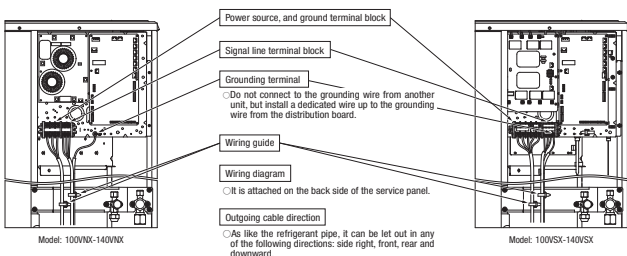 Power source, and ground terminal block
Signal line terminal block
Grounding terminal
○Do not connect to the grounding wire from another
unit, but install a dedicated wire up to the grounding
wire from the distribution board.
Wiring guide
Wiring diagram
○It is attached on the back side of the service panel.
Outgoing cable direction
○As like the refrigerant pipe, it can be let out in any
of the following directions: side right, front, rear and
downward
Model: 100VNX-140VNX
Model: 100VSX-140VSX